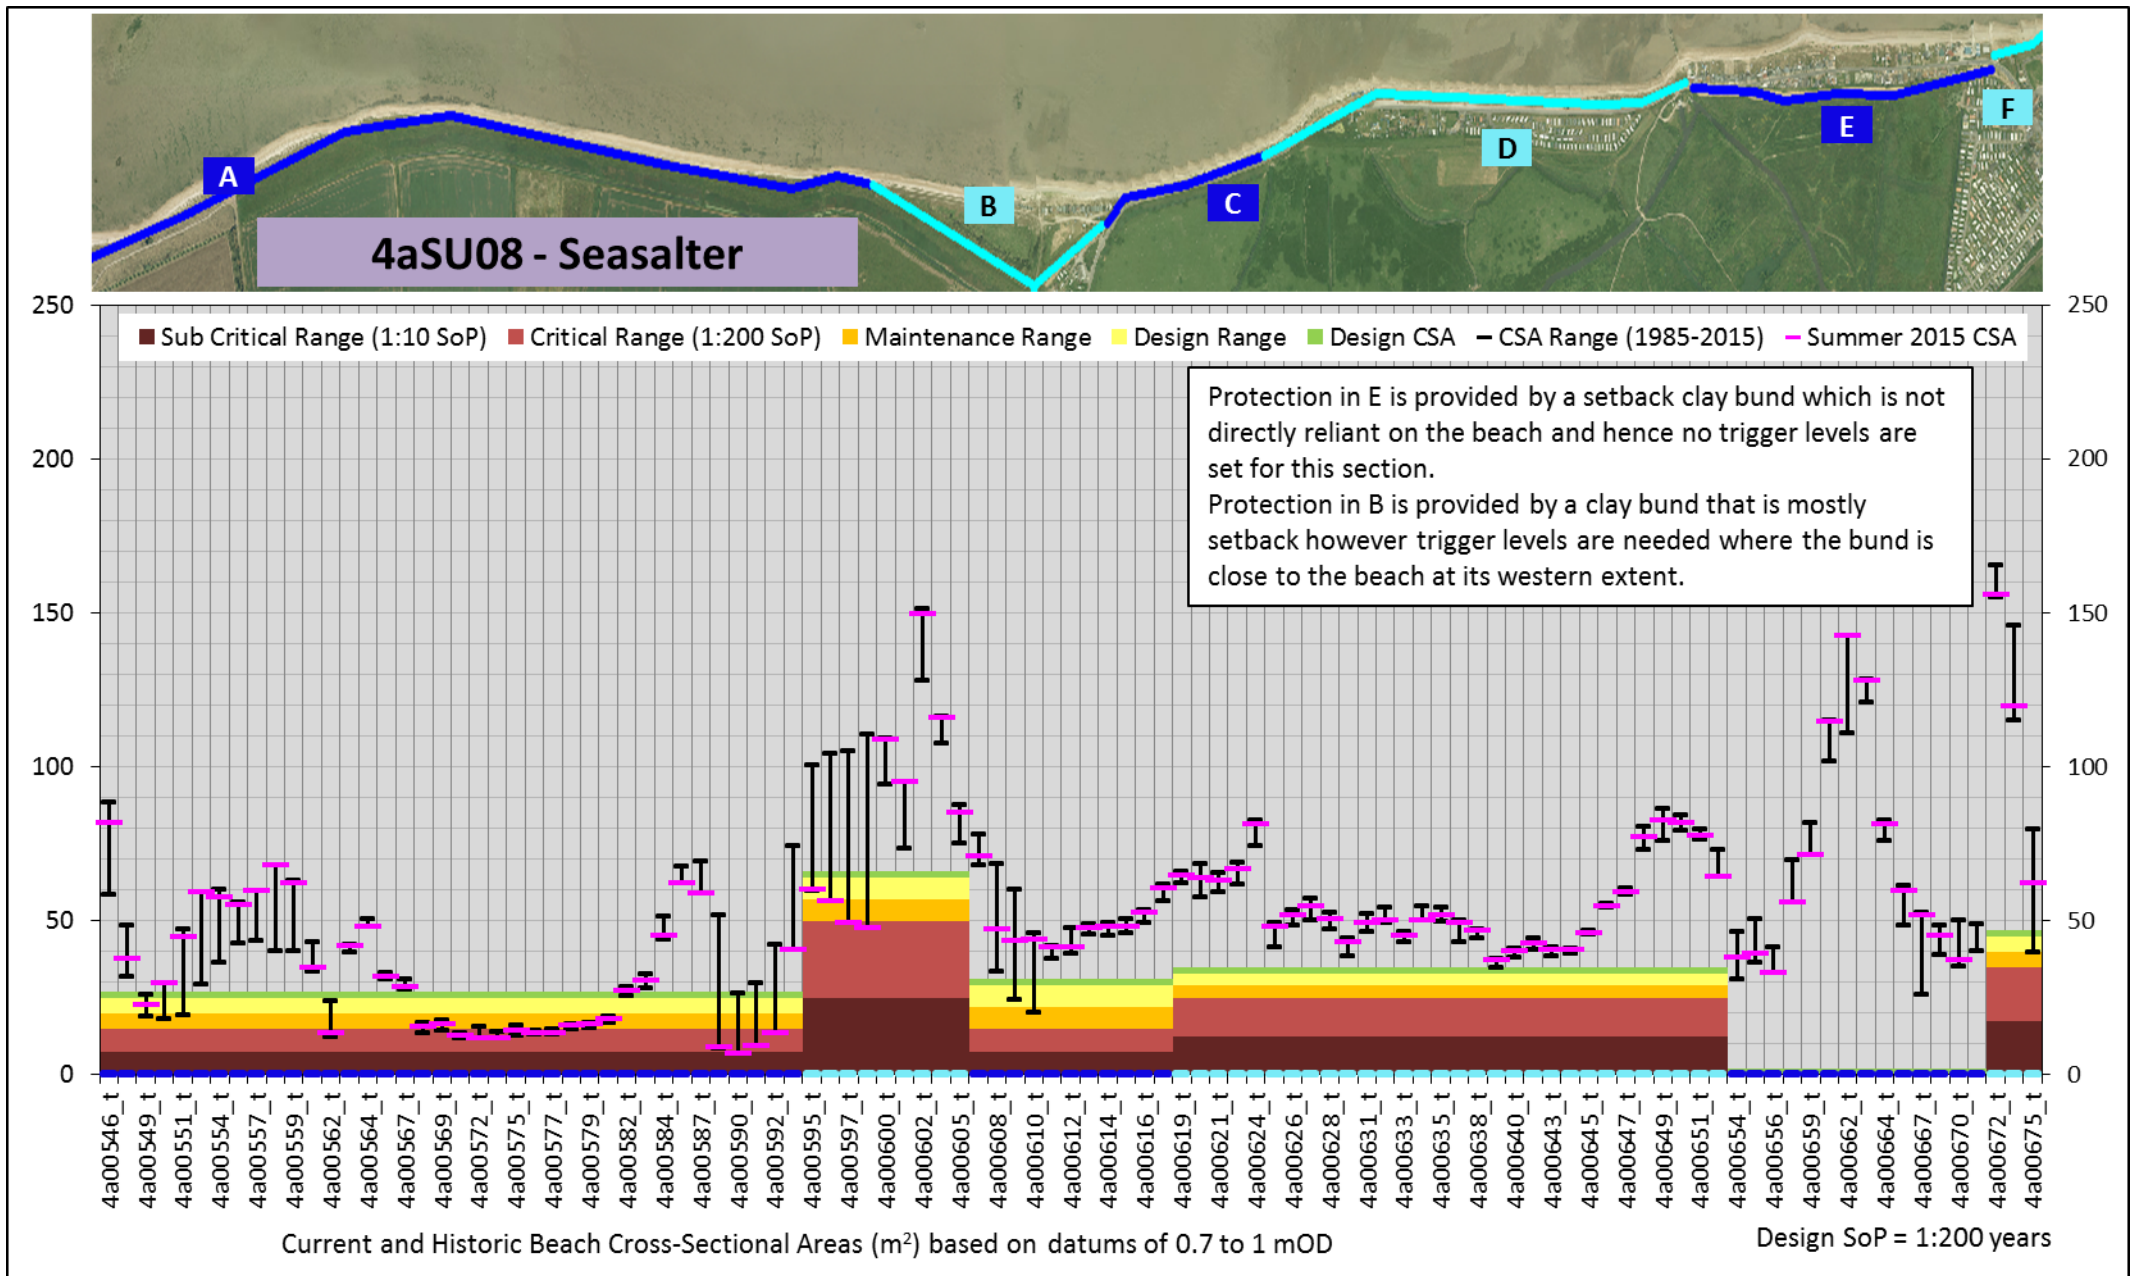 A
B
C
D
E
F
4aSU08 - Seasalter
250
200
150
100
50
0
250
200
150
100
50
0
Sub Critical Range (1:10 SoP) Critical Range (1:200 SoP) Maintenance Range Design Range Design CSA CSA Range (1985-2015) Summer 2015 CSA
Protection in E is provided by a setback clay bund which is not
directly reliant on the beach and hence no trigger levels are
set for this section.
Protection in B is provided by a clay bund that is mostly
setback however trigger levels are needed where the bund is
close to the beach at its western extent.
4a00546_t
4a00549_t
4a00551_t
4a00554_t
4a00557_t
4a00559_t
4a00562_t
4a00564_t
4a00567_t
4a00569_t
4a00572_t
4a00575_t
4a00577_t
4a00579_t
4a00582_t
4a00584_t
4a00587_t
4a00590_t
4a00592_t
4a00595_t
4a00597_t
4a00600_t
4a00602_t
4a00605_t
4a00608_t
4a00610_t
4a00612_t
4a00614_t
4a00616_t
4a00619_t
4a00621_t
4a00624_t
4a00626_t
4a00628_t
4a00631_t
4a00633_t
4a00635_t
4a00638_t
4a00640_t
4a00643_t
4a00645_t
4a00647_t
4a00649_t
4a00651_t
4a00654_t
4a00656_t
4a00659_t
4a00662_t
4a00664_t
4a00667_t
4a00670_t
4a00672_t
4a00675_t
Current and Historic Beach Cross-Sectional Areas (m²) based on datums of 0.7 to 1 mOD
Design SoP = 1:200 years